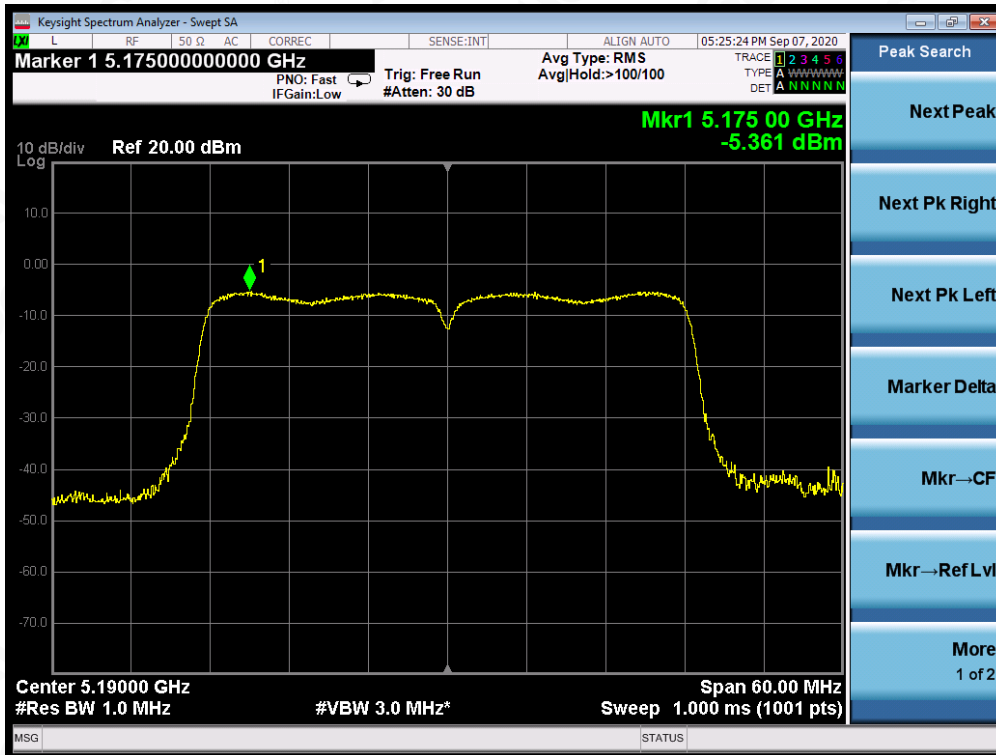 Keysight Spectrum Analyzer - Swept SA
LXI L RF 50 Ω AC CORREC SENSE:INT ALIGN AUTO 05:25:24 PM Sep 07, 2020
Marker 1 5.175000000000 GHz
PNO: Fast
IFGain:Low
Trig: Free Run
#Atten: 30 dB
Avg Type: RMS
Avg|Hold:>100/100
TRACE 1 2 3 4 5 6
TYPE A WWWWW
DET A N N N N N
Mkr1 5.175 00 GHz
-5.361 dBm
10 dB/div Ref 20.00 dBm
Log
10.0
0.00
-10.0
-20.0
-30.0
-40.0
-50.0
-60.0
-70.0
1
Center 5.19000 GHz Span 60.00 MHz
#Res BW 1.0 MHz #VBW 3.0 MHz* Sweep 1.000 ms (1001 pts)
MSG STATUS
Peak Search
Next Peak
Next Pk Right
Next Pk Left
Marker Delta
Mkr→CF
Mkr→Ref Lvl
More
1 of 2